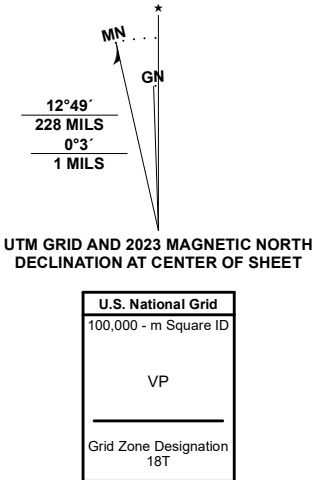 ★
MN
GN
12°49´
228 MILS
0°3´
1 MILS
UTM GRID AND 2023 MAGNETIC NORTH
DECLINATION AT CENTER OF SHEET
U.S. National Grid
100,000 - m Square ID
VP
Grid Zone Designation
18T